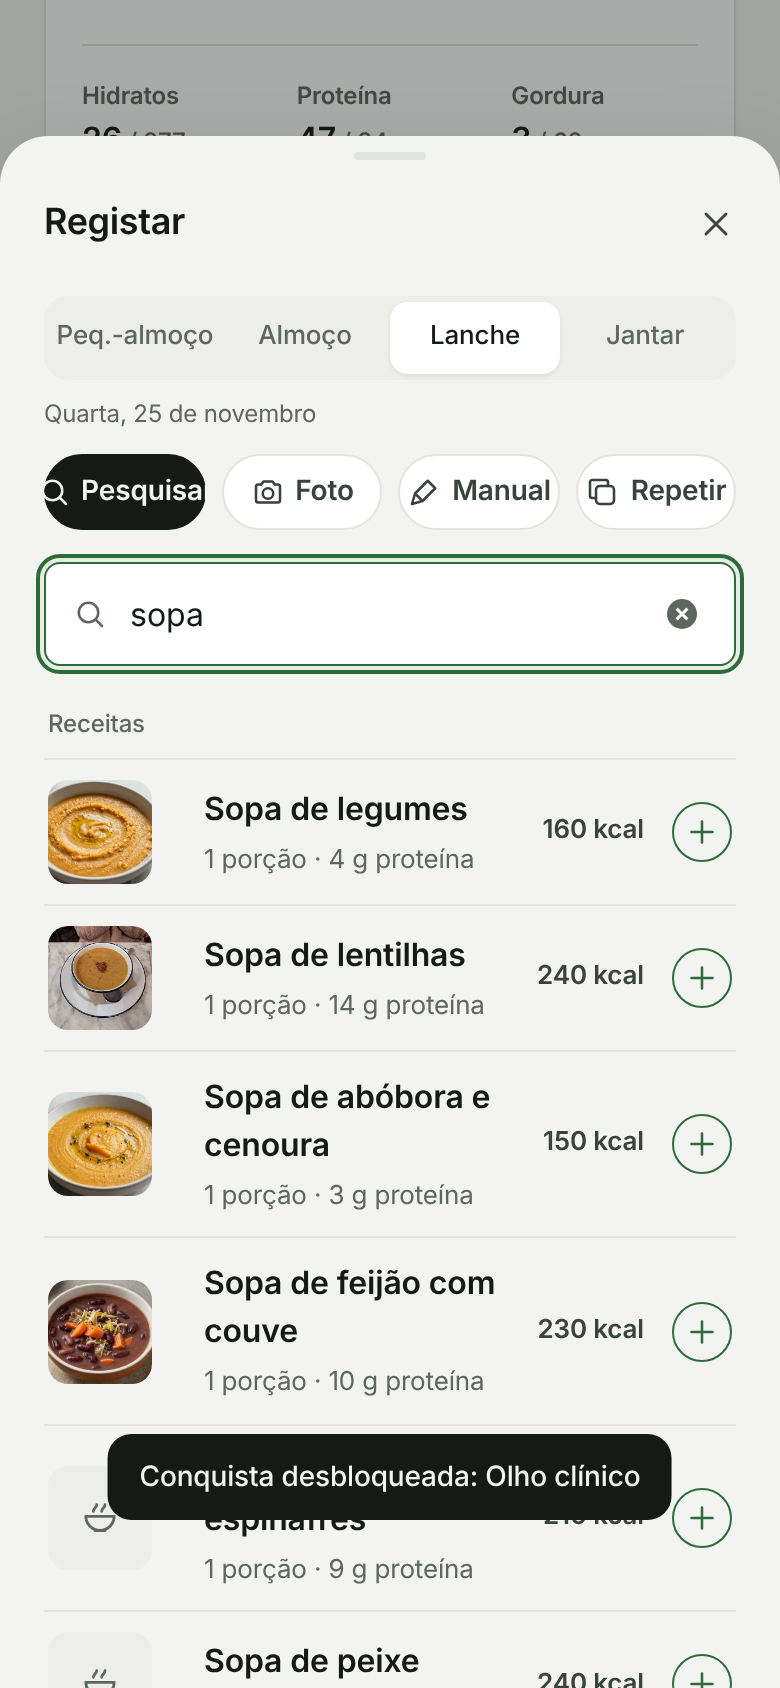 Hidratos Proteína Gordura
Registar
Peq.-almoço Almoço Lanche Jantar
Quarta, 25 de novembro
Pesquisa Foto Manual Repetir
sopa
Receitas
Sopa de legumes
160 kcal
1 porção · 4 g proteína
Sopa de lentilhas
240 kcal
1 porção · 14 g proteína
Sopa de abóbora e
cenoura
150 kcal
1 porção · 3 g proteína
Sopa de feijão com
couve
230 kcal
1 porção · 10 g proteína
Conquista desbloqueada: Olho clínico
espinafres
1 porção · 9 g proteína
Sopa de peixe
240 kcal